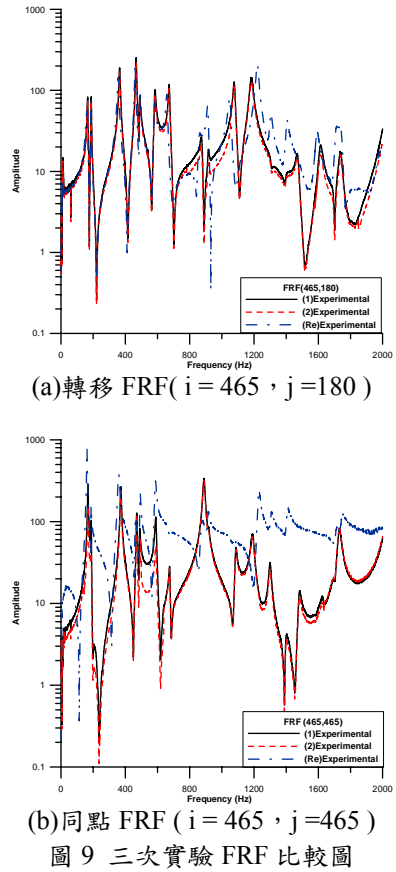 1000
100
10
1
0.1
Amplitude
0 400 800 1200 1600 2000
Frequency (Hz)
FRF(465,180)
(1)Experimental
(2)Experimental
(Re)Experimental
(a)轉移 FRF( i = 465,j =180 )
1000
100
10
1
0.1
Amplitude
0 400 800 1200 1600 2000
Frequency (Hz)
FRF (465,465)
(1)Experimental
(2)Experimental
(Re)Experimental
(b)同點 FRF ( i = 465,j =465 )
圖 9 三次實驗 FRF 比較圖